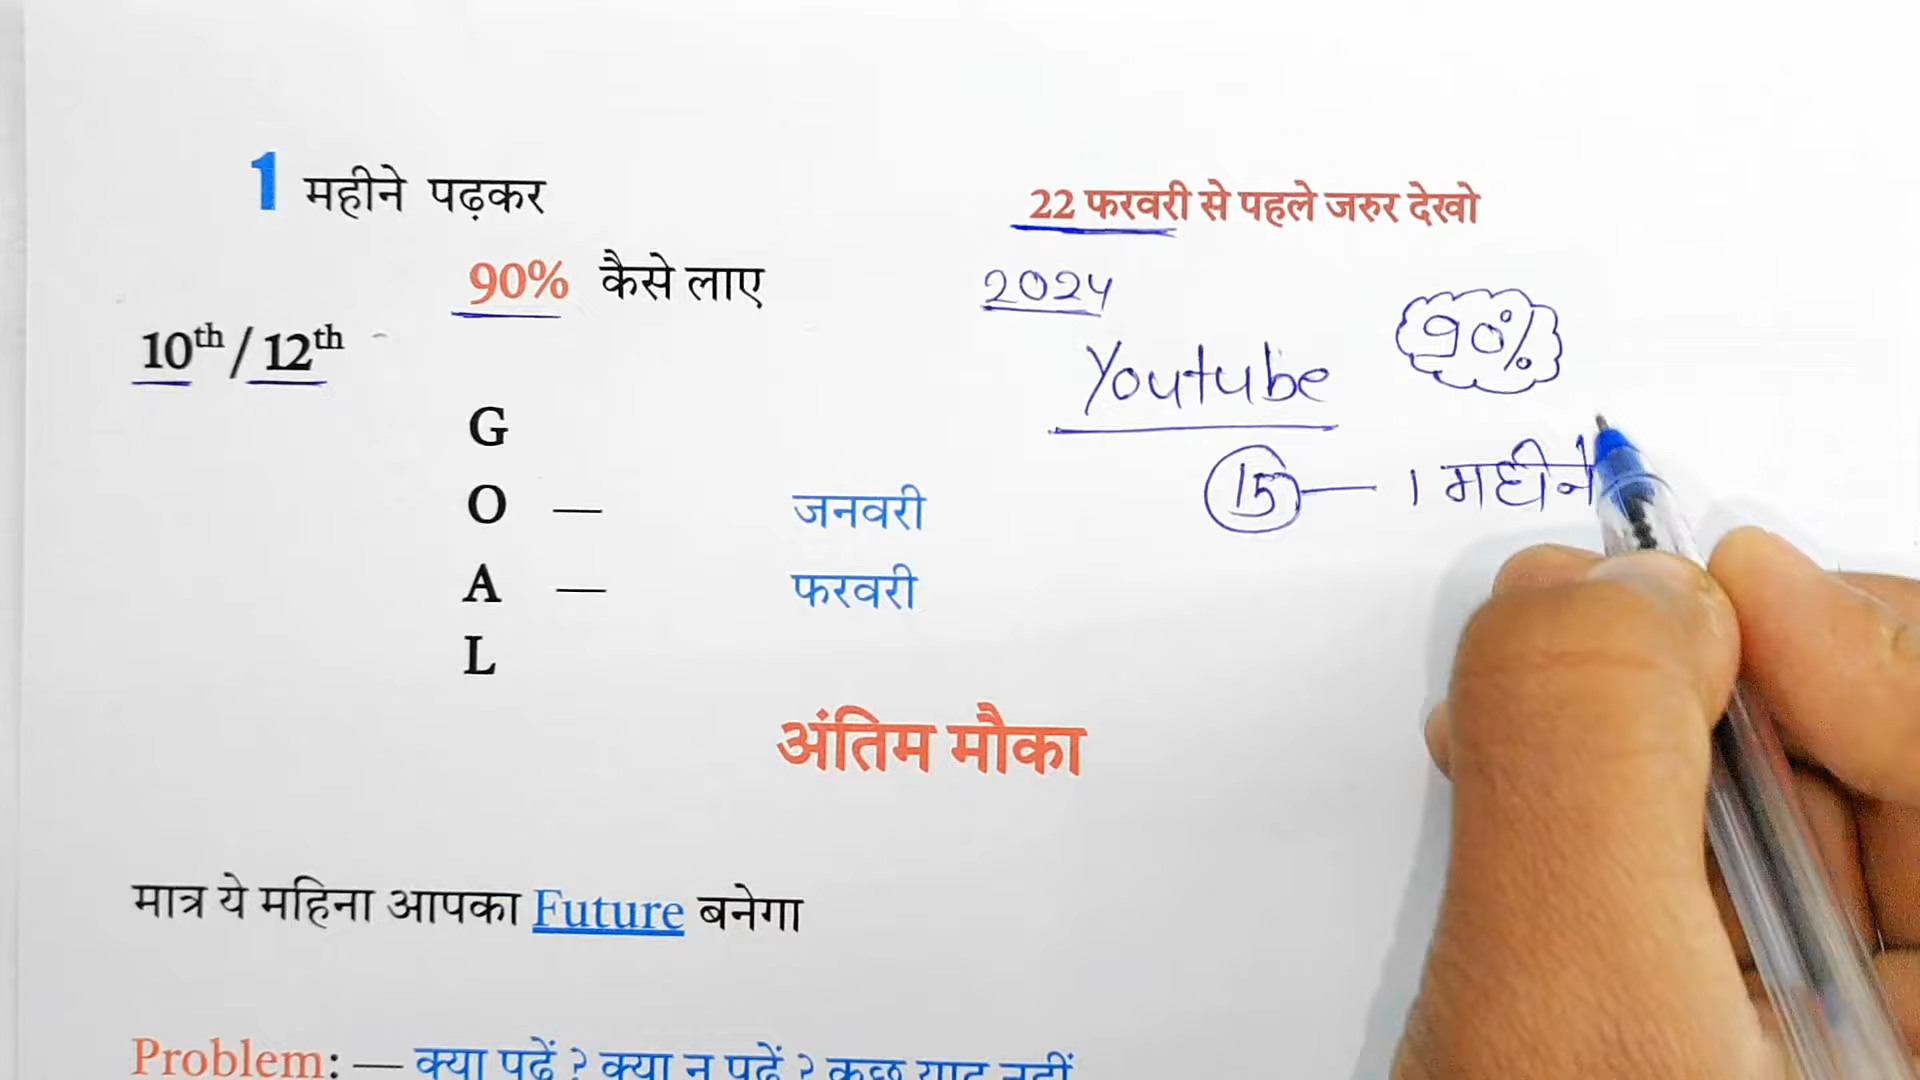 1 महीने पढ़कर
22 फरवरी से पहले जरुर देखो
90% कैसे लाए
2024
90%
10th / 12th
Youtube
G
15 — 1 महीने
O — जनवरी
A — फरवरी
L
अंतिम मौका
मात्र ये महिना आपका Future बनेगा
Problem: — क्या पढ़ें ? क्या न पढ़ें ? कुछ याद नहीं